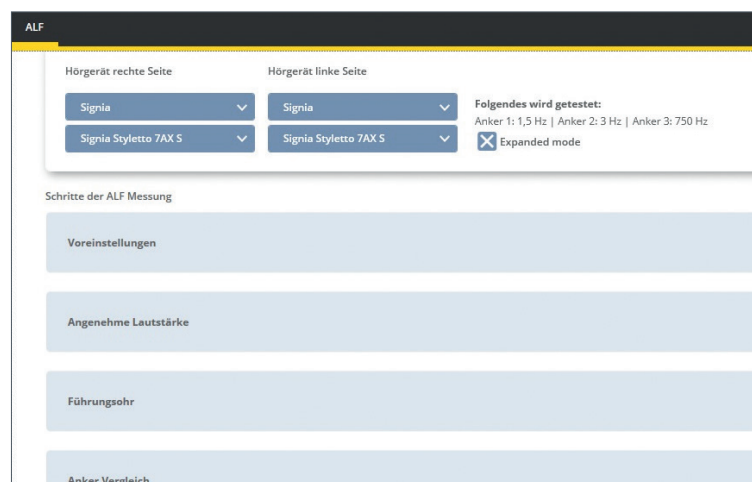 ALF
Hörgerät rechte Seite
Hörgerät linke Seite
Signia
Signia
Signia Styletto 7AX S
Signia Styletto 7AX S
Folgendes wird getestet:
Anker 1: 1,5 Hz | Anker 2: 3 Hz | Anker 3: 750 Hz
Expanded mode
Schritte der ALF Messung
Voreinstellungen
Angenehme Lautstärke
Führungsohr
Anker Vergleich